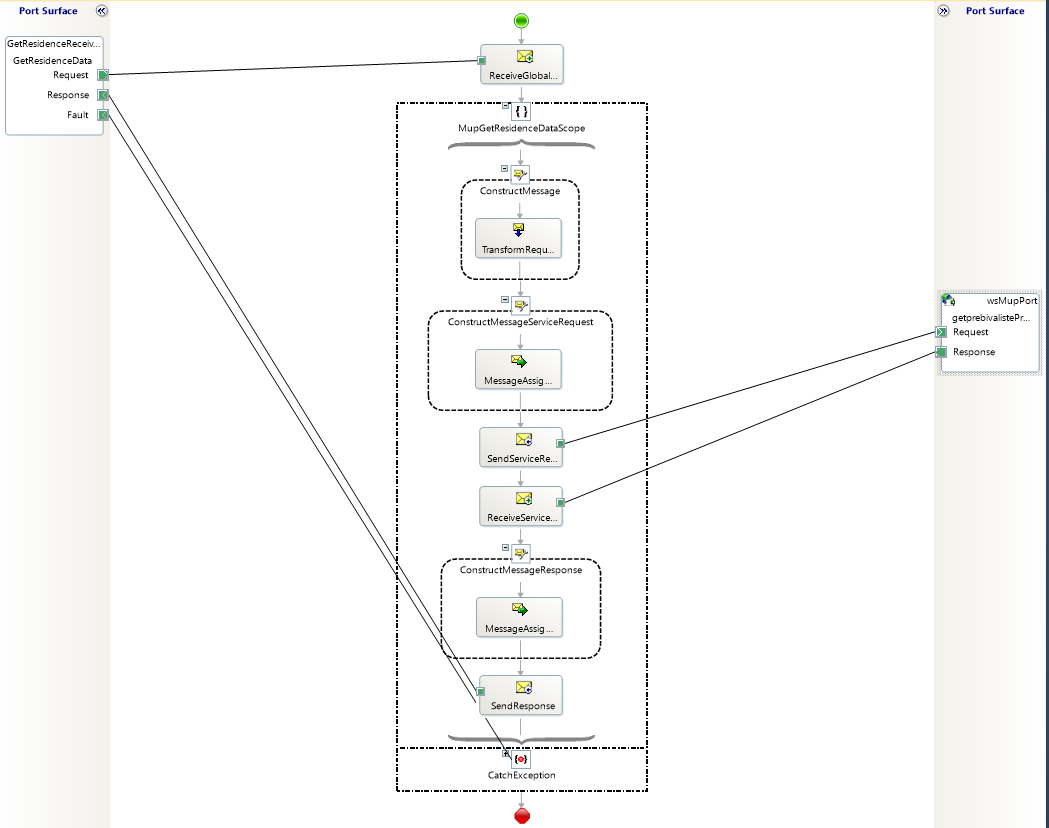 Port Surface
Port Surface
GetResidenceReceiv...
GetResidenceData
Request
Response
Fault
ReceiveGlobal...
MupGetResidenceDataScope
ConstructMessage
TransformRequ...
ConstructMessageServiceRequest
MessageAssig...
wsMupPort
getprebivalistePr...
Request
Response
SendServiceRe...
ReceiveService...
ConstructMessageResponse
MessageAssig...
SendResponse
CatchException